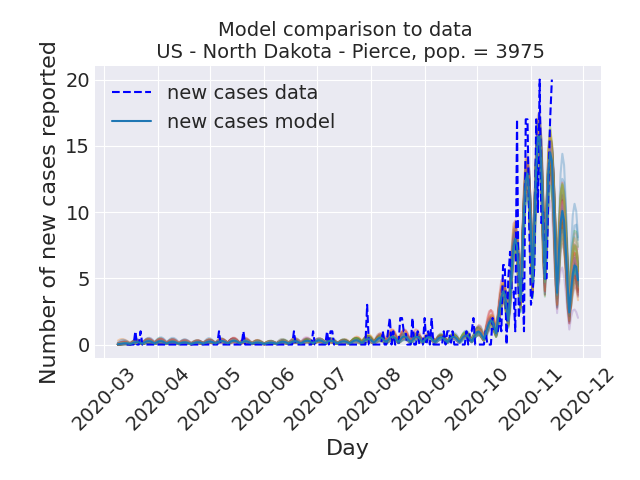 Model comparison to data
US - North Dakota - Pierce, pop. = 3975
Number of new cases reported
20
15
10
5
0
new cases data
new cases model
2020-03
2020-04
2020-05
2020-06
2020-07
2020-08
2020-09
2020-10
2020-11
2020-12
Day